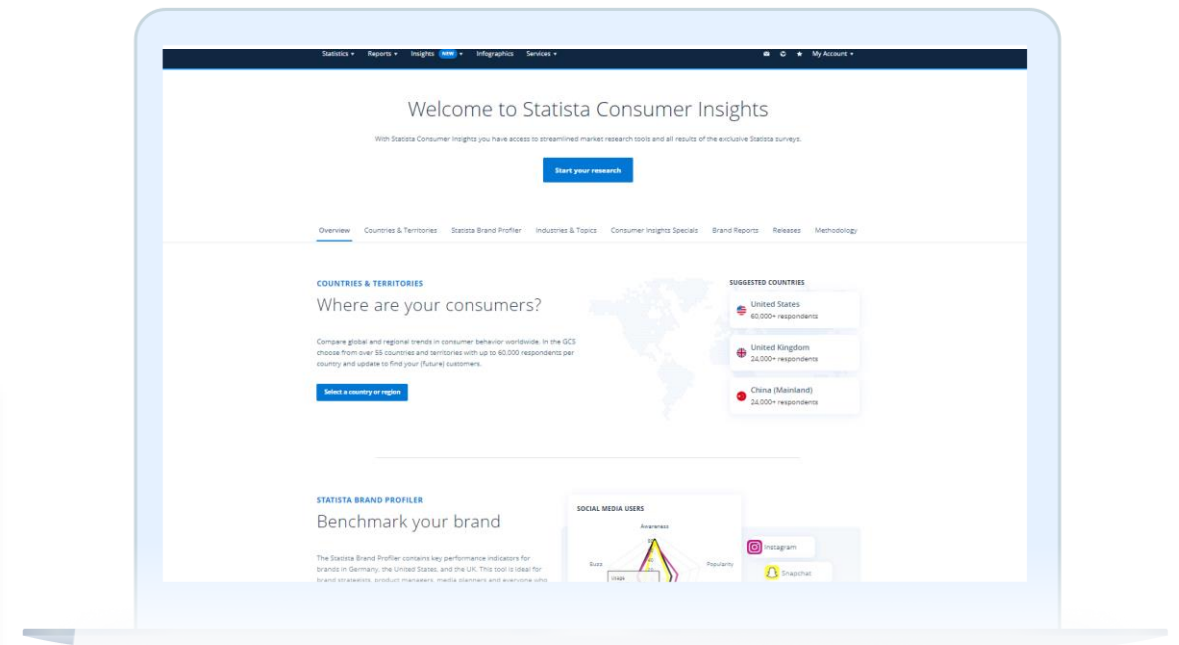 Statistics Reports Insights NEW Infographics Services My Account
Welcome to Statista Consumer Insights
With Statista Consumer Insights you have access to streamlined market research tools and all results of the exclusive Statista surveys.
Start your research
Overview Countries & Territories Statista Brand Profiler Industries & Topics Consumer Insights Specials Brand Reports Releases Methodology
COUNTRIES & TERRITORIES
Where are your consumers?
Compare global and regional trends in consumer behavior worldwide. In the GCS
choose from over 55 countries and territories with up to 60,000 respondents per
country and update to find your (future) customers.
Select a country or region
SUGGESTED COUNTRIES
United States
60,000+ respondents
United Kingdom
24,000+ respondents
China (Mainland)
24,000+ respondents
STATISTA BRAND PROFILER
Benchmark your brand
The Statista Brand Profiler contains key performance indicators for
brands in Germany, the United States, and the UK. This tool is ideal for
brand strategists, product managers, media planners and everyone who
SOCIAL MEDIA USERS
Awareness
Buzz
Popularity
Instagram
Snapchat